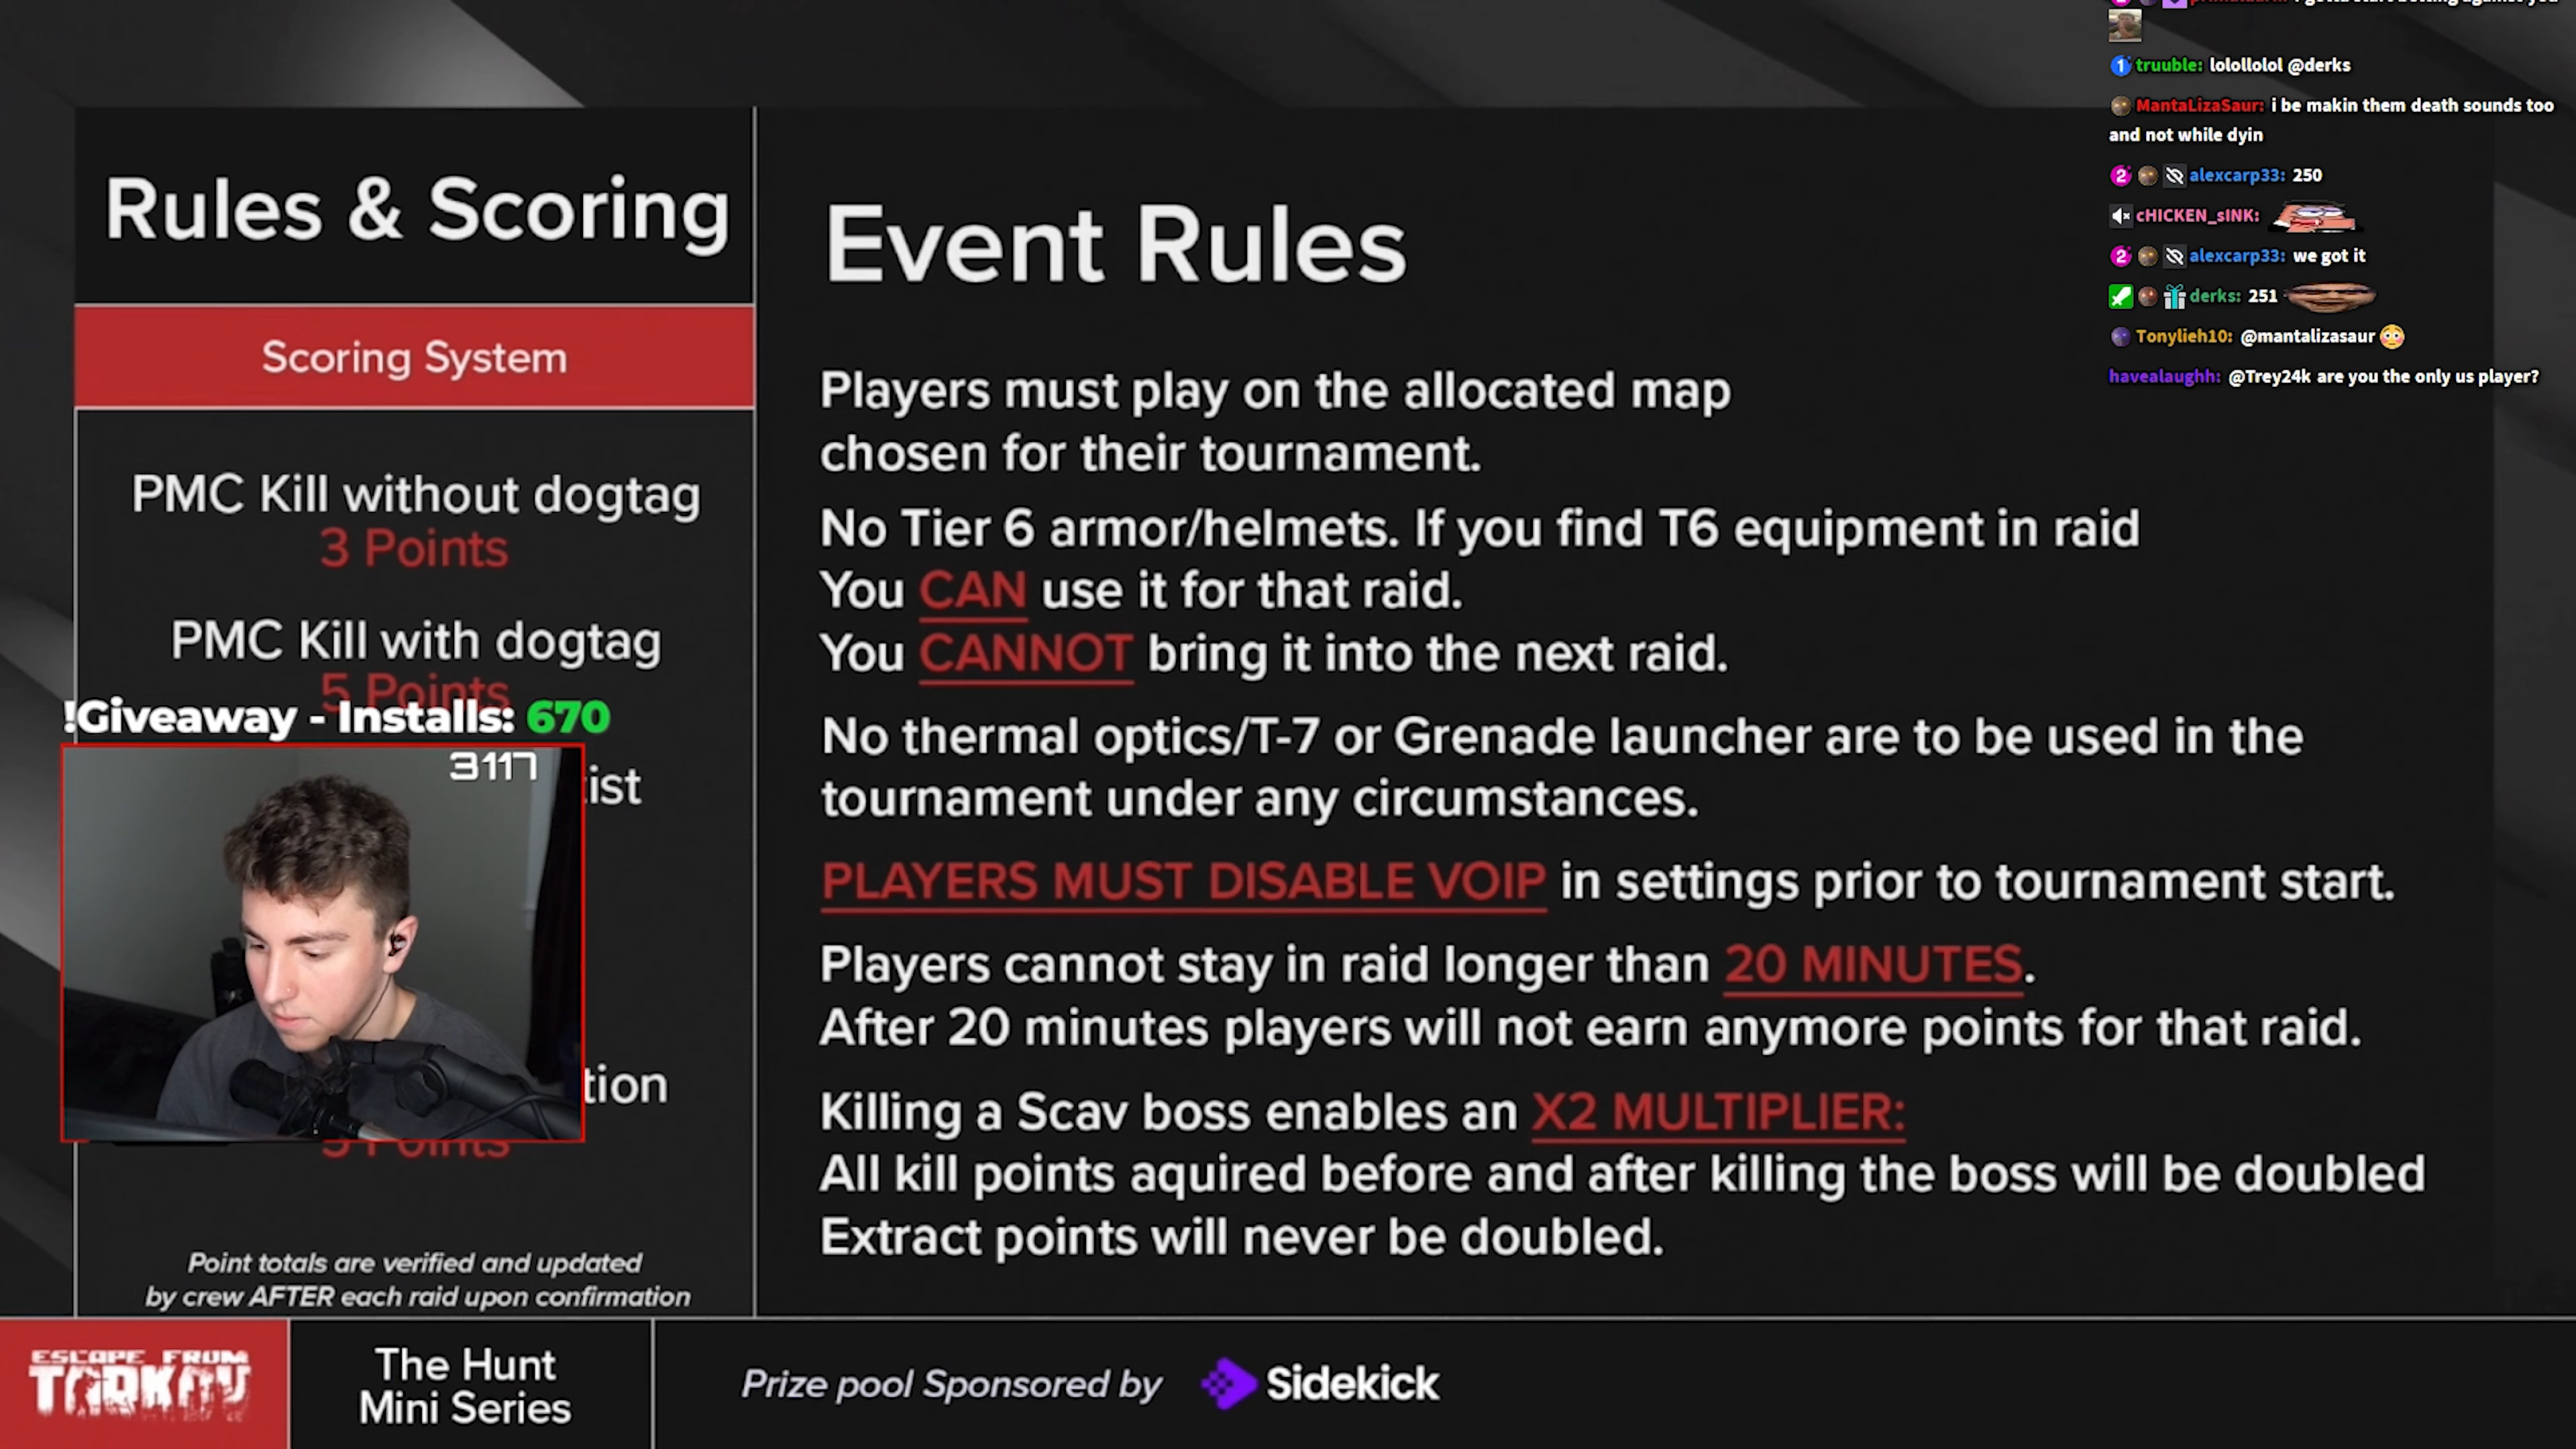 Rules & Scoring
Scoring System
PMC Kill without dogtag
3 Points
PMC Kill with dogtag
5 Points
!Giveaway - Installs: 670
3117
Point totals are verified and updated
by crew AFTER each raid upon confirmation
Event Rules
Players must play on the allocated map
chosen for their tournament.
No Tier 6 armor/helmets. If you find T6 equipment in raid
You CAN use it for that raid.
You CANNOT bring it into the next raid.
No thermal optics/T-7 or Grenade launcher are to be used in the
tournament under any circumstances.
PLAYERS MUST DISABLE VOIP in settings prior to tournament start.
Players cannot stay in raid longer than 20 MINUTES.
After 20 minutes players will not earn anymore points for that raid.
Killing a Scav boss enables an X2 MULTIPLIER:
All kill points aquired before and after killing the boss will be doubled
Extract points will never be doubled.
truuble: lolollolol @derks
MantaLizaSaur: i be makin them death sounds too
and not while dyin
alexcarp33: 250
cHICKEN_sINK:
alexcarp33: we got it
derks: 251
Tonylieh10: @mantalizasaur
havealaughh: @Trey24k are you the only us player?
ESCAPE FROM
TARKOV
The Hunt
Mini Series
Prize pool Sponsored by
Sidekick